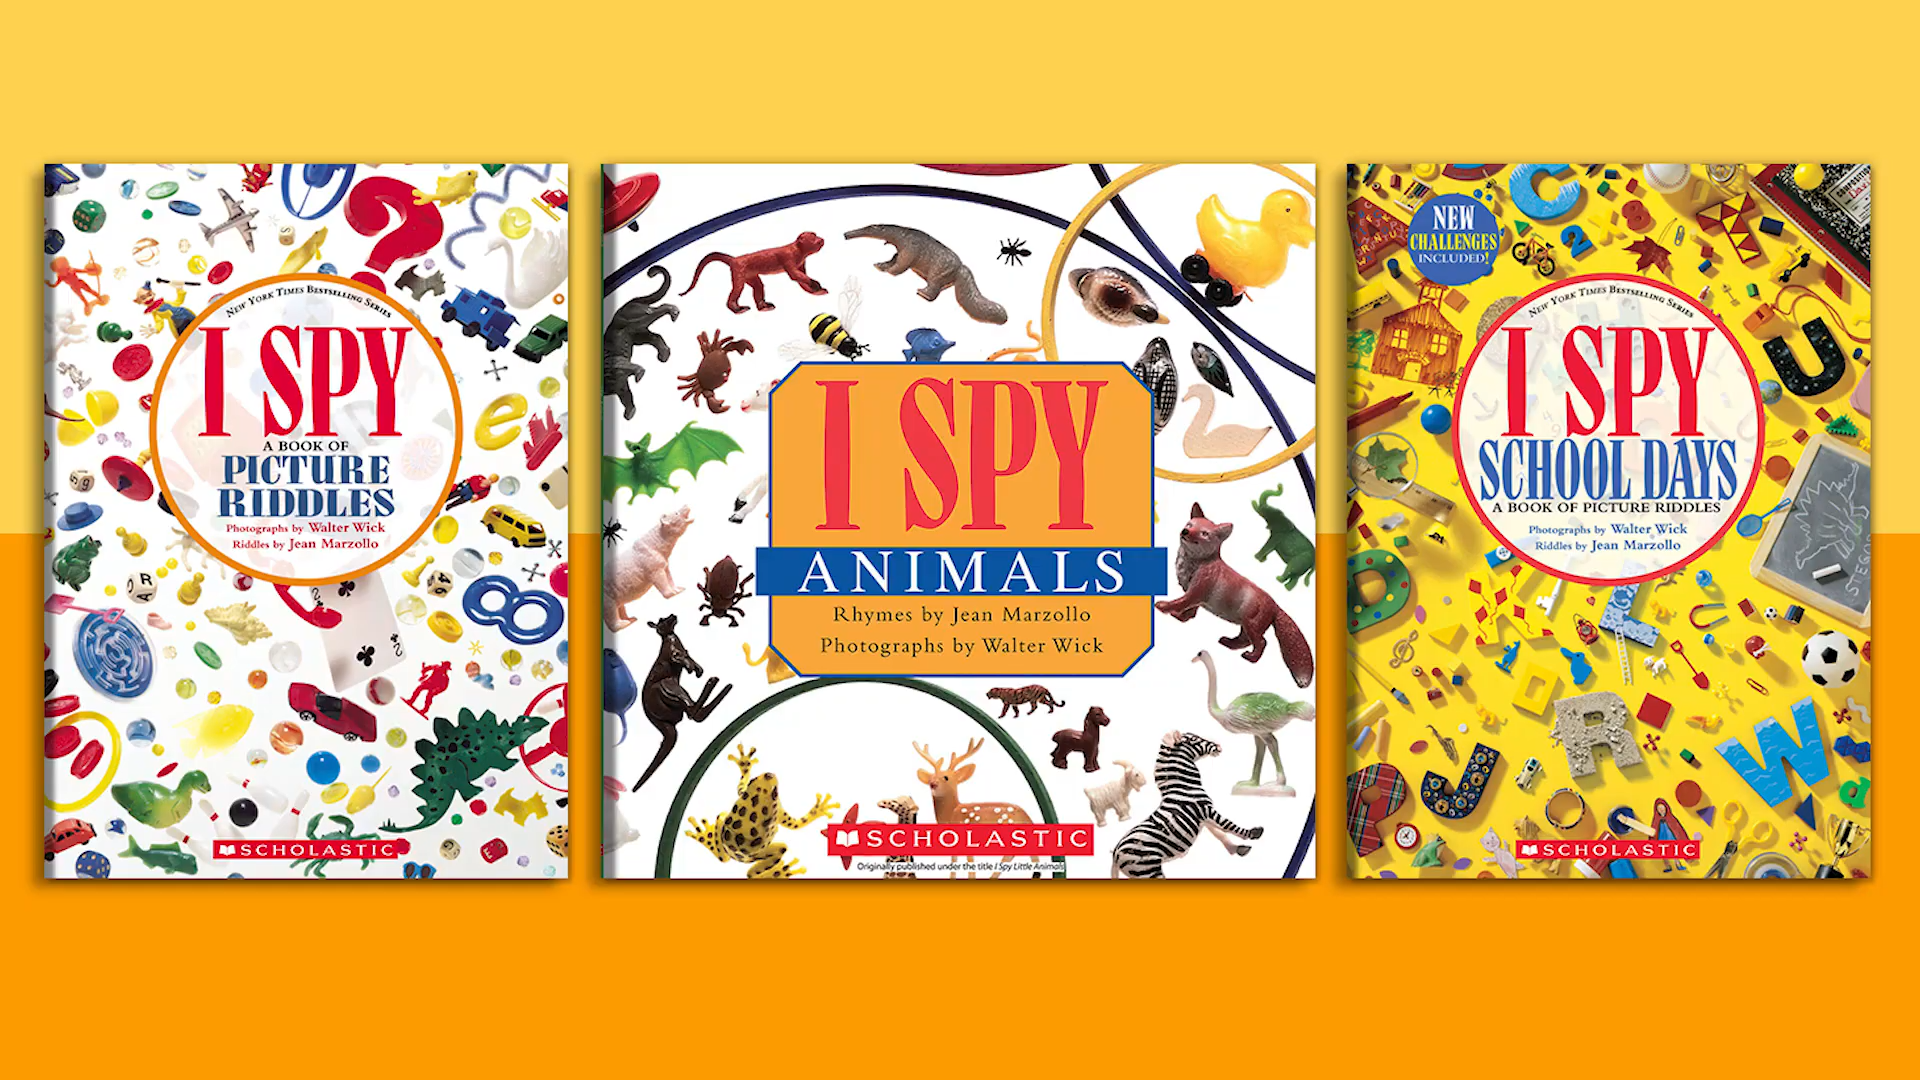 NEW YORK TIMES BESTSELLING SERIES
I SPY
A BOOK OF
PICTURE
RIDDLES
Photographs by Walter Wick
Riddles by Jean Marzollo
SCHOLASTIC
I SPY
ANIMALS
Rhymes by Jean Marzollo
Photographs by Walter Wick
SCHOLASTIC
Originally published under the title I Spy Little Animals
NEW
CHALLENGES
INCLUDED!
NEW YORK TIMES BESTSELLING SERIES
I SPY
SCHOOL DAYS
A BOOK OF PICTURE RIDDLES
Photographs by Walter Wick
Riddles by Jean Marzollo
SCHOLASTIC